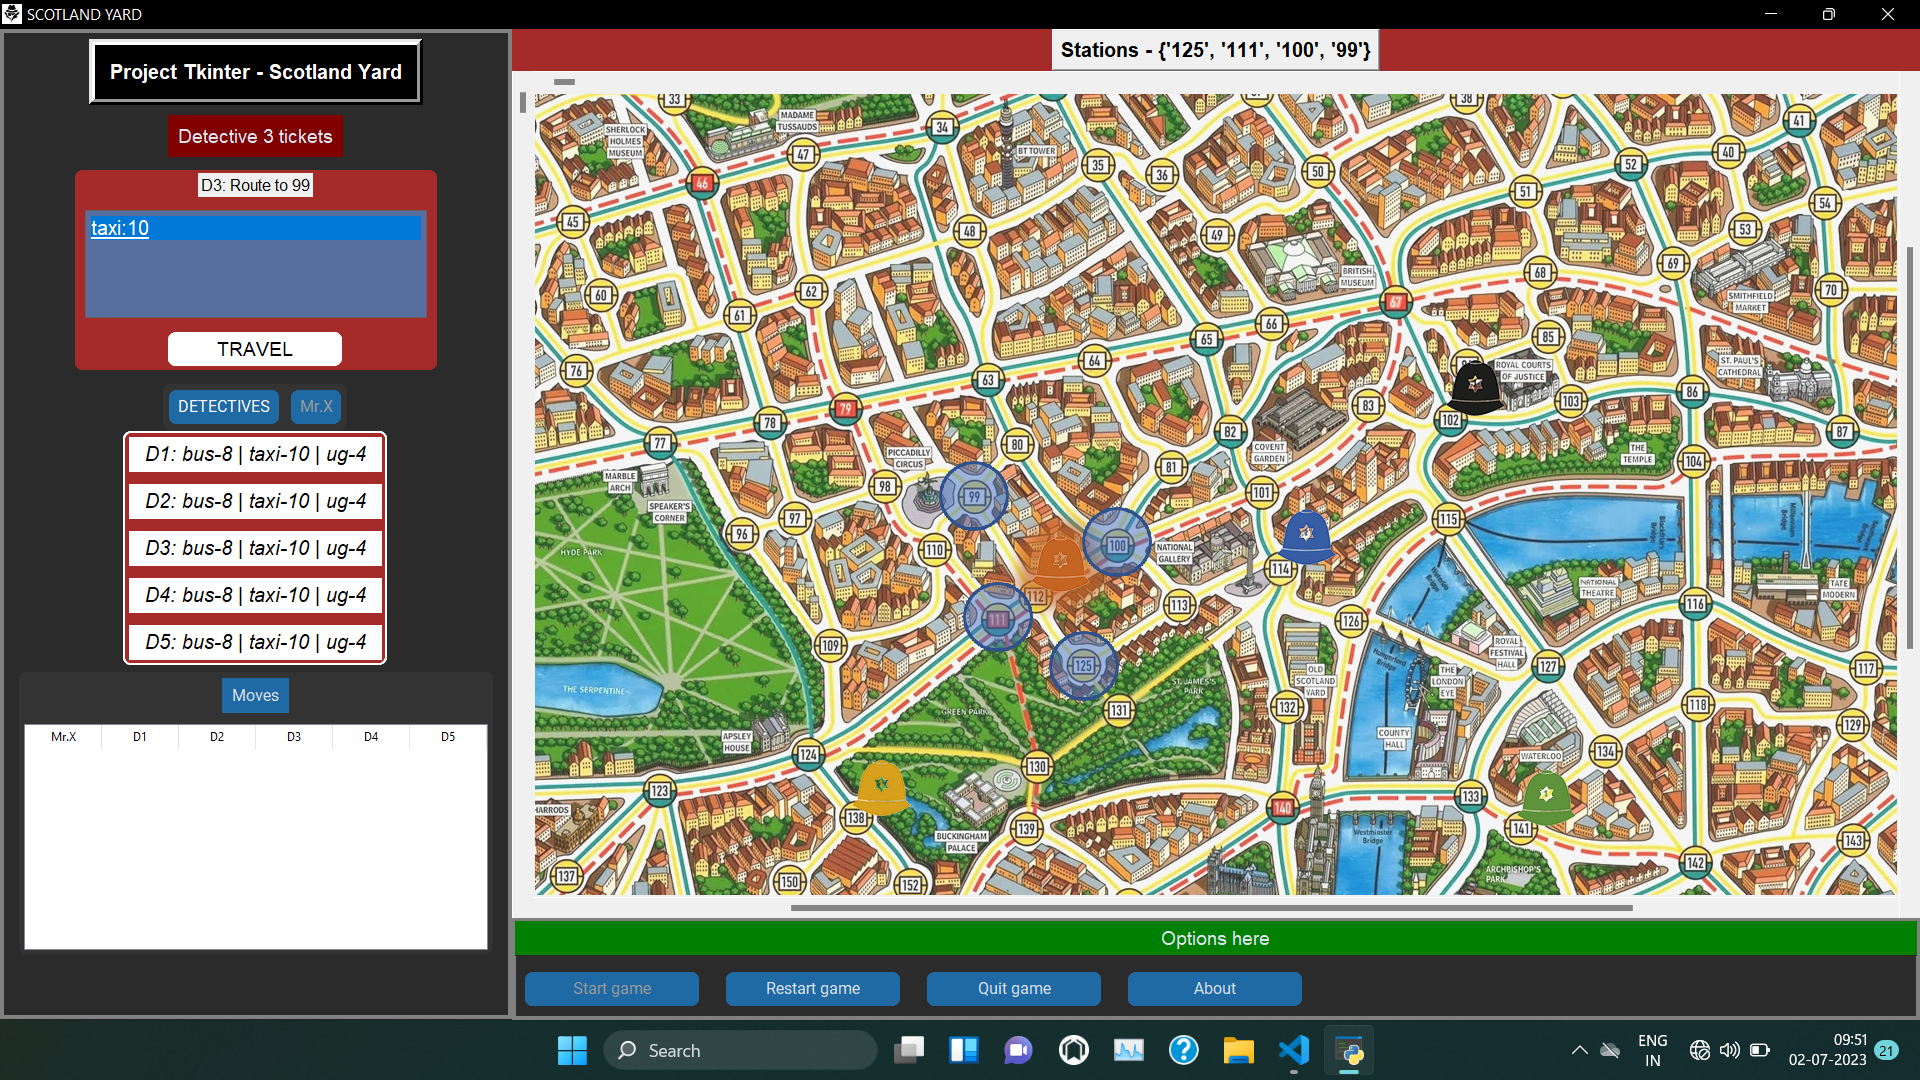 SCOTLAND YARD
Project Tkinter - Scotland Yard
Detective 3 tickets
D3: Route to 99
taxi:10
TRAVEL
DETECTIVES
Mr.X
D1: bus-8 | taxi-10 | ug-4
D2: bus-8 | taxi-10 | ug-4
D3: bus-8 | taxi-10 | ug-4
D4: bus-8 | taxi-10 | ug-4
D5: bus-8 | taxi-10 | ug-4
Moves
Mr.X D1 D2 D3 D4 D5
Stations - {'125', '111', '100', '99'}
33
MADAME
TUSSAUDS
38
41
34
SHERLOCK
HOLMES
MUSEUM
47
BT TOWER
35
36
50
52
40
46
51
54
45
48
49
53
69
BRITISH
MUSEUM
68
60
62
67
SMITHFIELD
MARKET
70
61
66
65
85
64
76
63
ROYAL COURTS
OF JUSTICE
ST. PAUL'S
CATHEDRAL
86
79
83
103
78
102
77
80
82
87
PICCADILLY
CIRCUS
COVENT
GARDEN
THE
TEMPLE
104
81
MARBLE
ARCH
98
99
101
SPEAKER'S
CORNER
97
96
115
Blackfriars
Bridge
Millennium
Bridge
HYDE PARK
110
100
NATIONAL
GALLERY
114
112
NATIONAL
THEATRE
TATE
MODERN
113
116
111
126
109
125
ROYAL
FESTIVAL
HALL
Hungerford
Bridge
127
117
THE SERPENTINE
ST. JAMES'S
PARK
OLD
SCOTLAND
YARD
THE
LONDON
EYE
GREEN PARK
131
132
118
129
APSLEY
HOUSE
COUNTY
HALL
124
134
WATERLOO
130
123
133
HARRODS
138
140
139
141
BUCKINGHAM
PALACE
Westminster
Bridge
143
142
137
150
152
ARCHBISHOP'S
PARK
Options here
Start game
Restart game
Quit game
About
Search
ENG
IN
09:51
02-07-2023
21